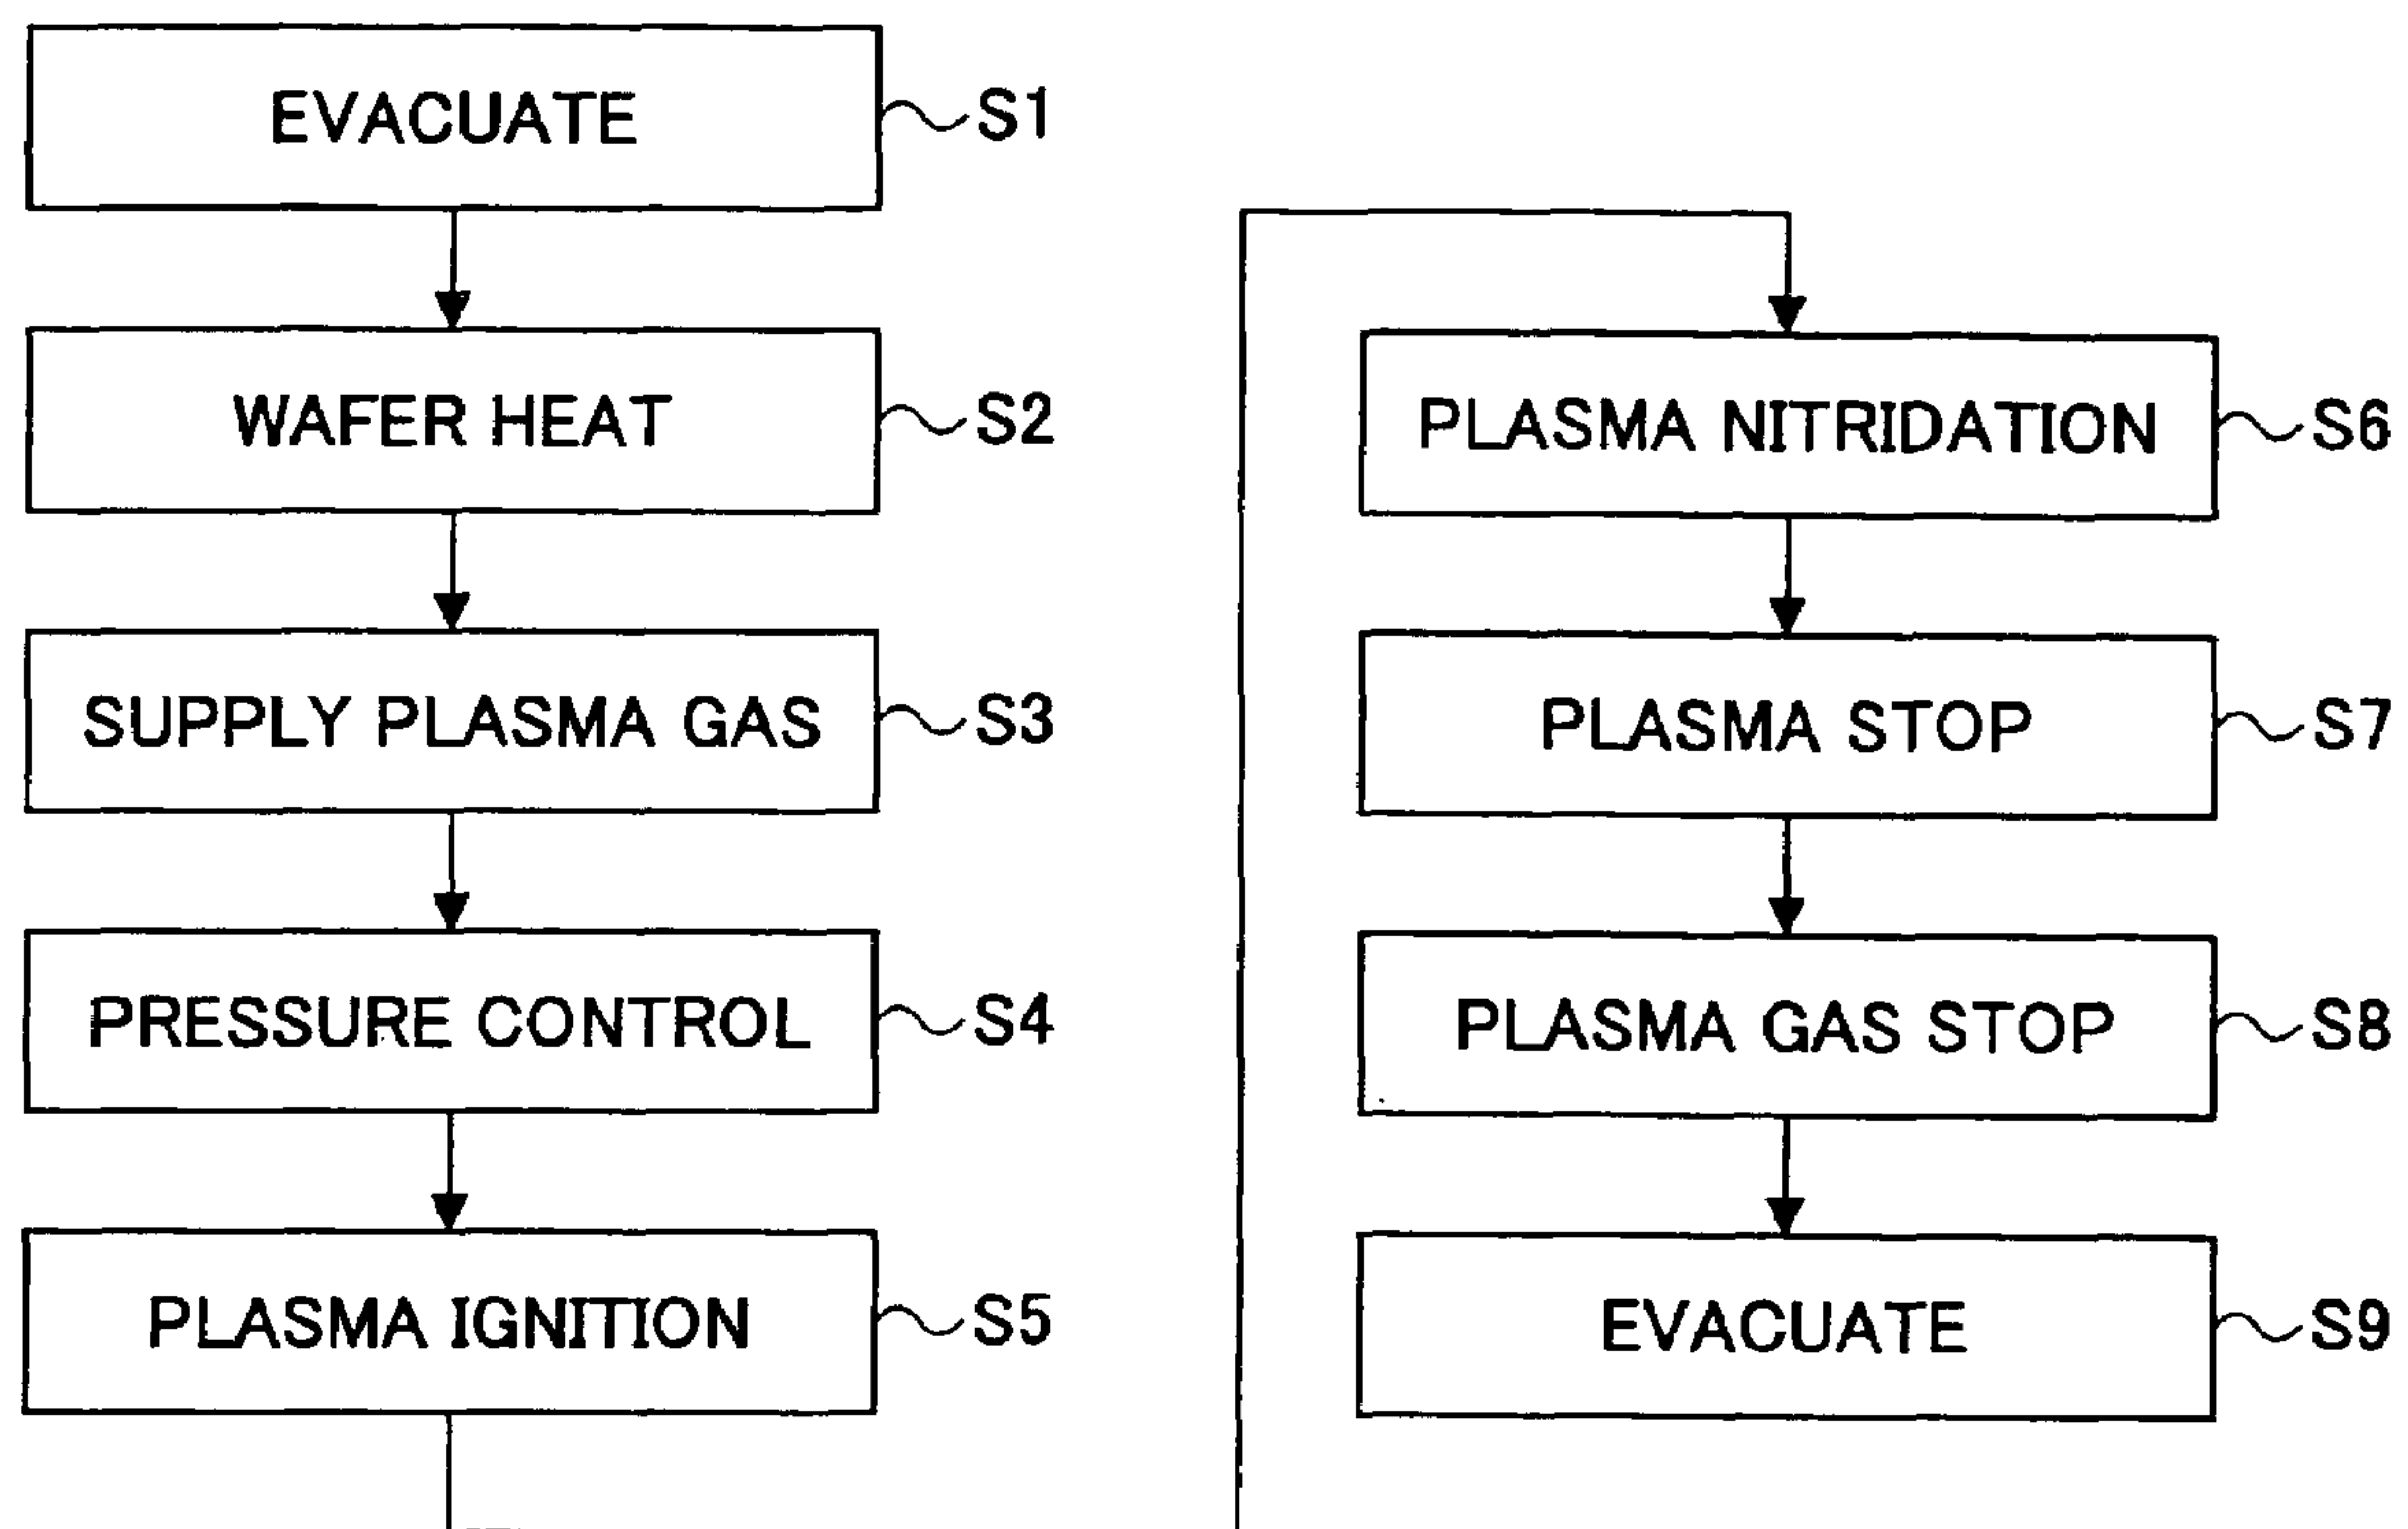 EVACUATE S1
WAFER HEAT S2
SUPPLY PLASMA GAS S3
PRESSURE CONTROL S4
PLASMA IGNITION S5
PLASMA NITRIDATION S6
PLASMA STOP S7
PLASMA GAS STOP S8
EVACUATE S9